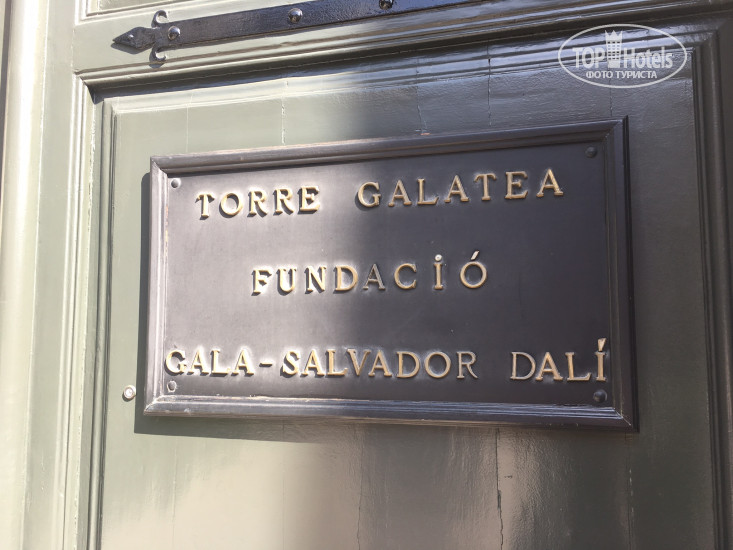 TOP Hotels
ФОТО ТУРИСТА
TORRE GALATEA
FUNDACIÓ
GALA-SALVADOR DALÍ